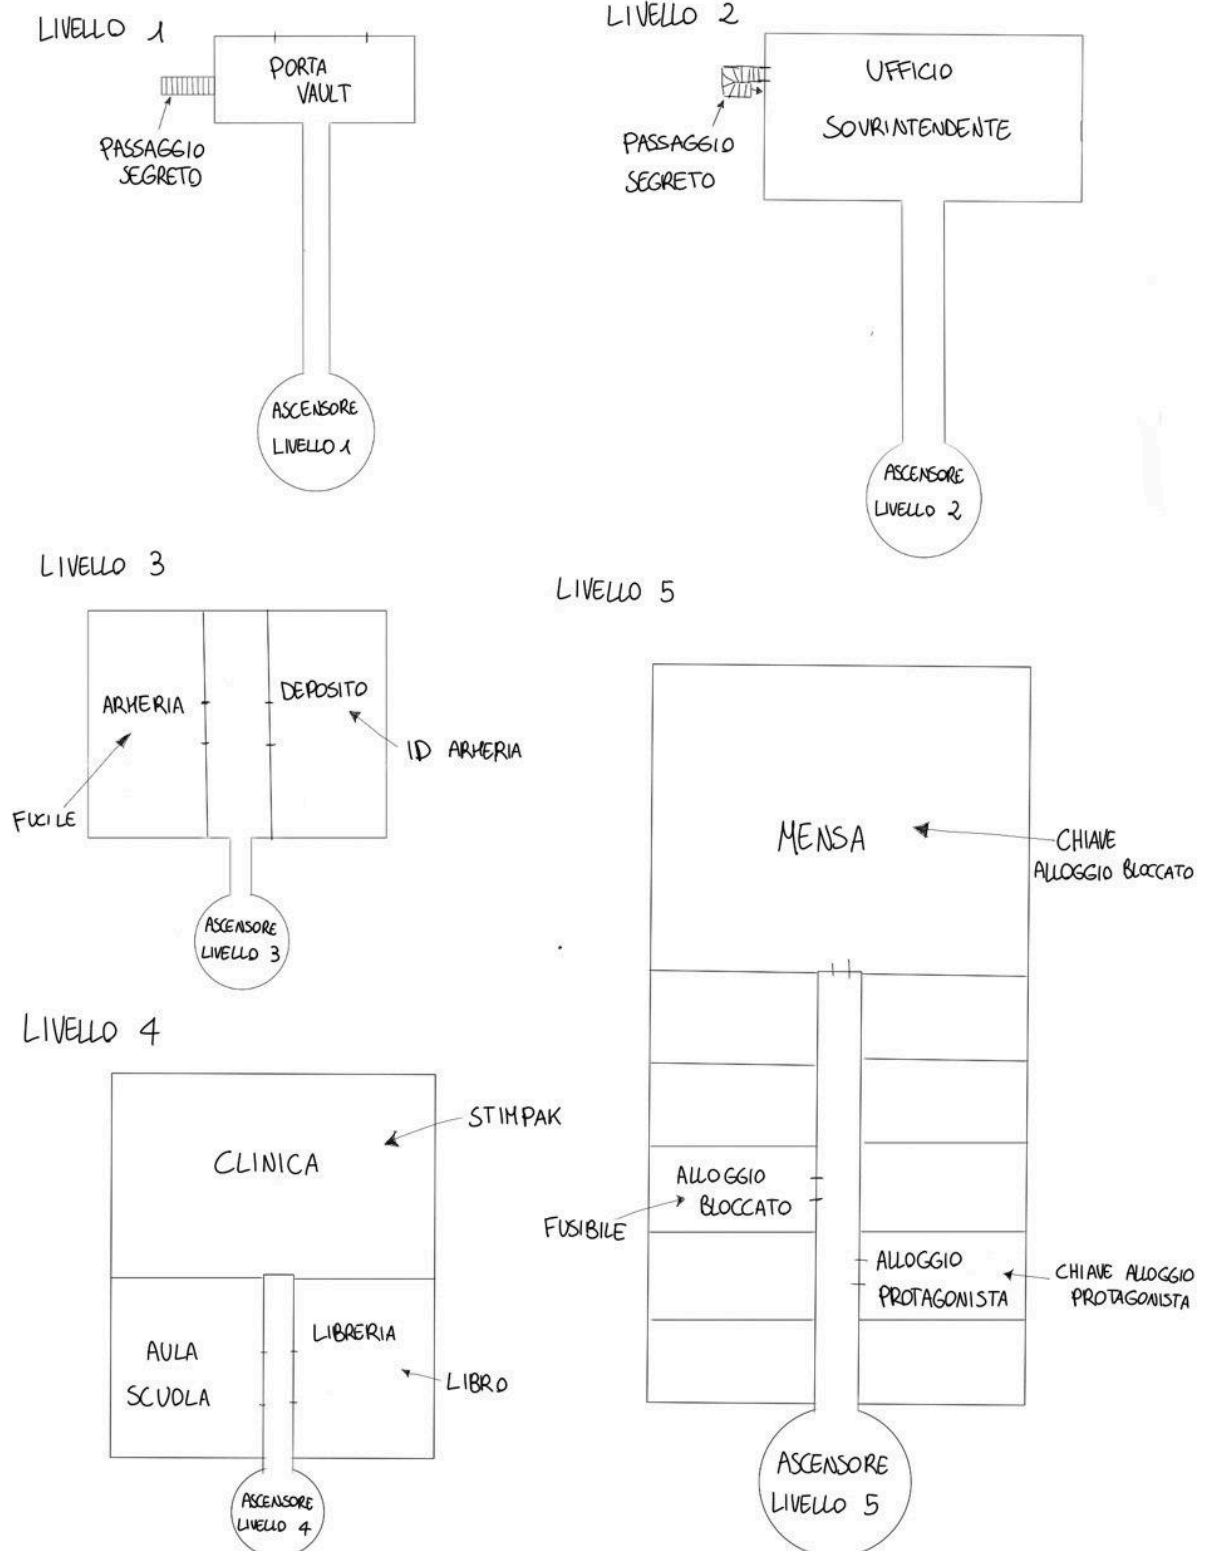 LIVELLO 1
PORTA
VAULT
PASSAGGIO
SEGRETO
ASCENSORE
LIVELLO 1
LIVELLO 2
UFFICIO
SOVRINTENDENTE
PASSAGGIO
SEGRETO
ASCENSORE
LIVELLO 2
LIVELLO 3
ARMERIA
DEPOSITO
ID ARMERIA
FUCILE
ASCENSORE
LIVELLO 3
LIVELLO 4
STIMPAK
CLINICA
AULA
SCUOLA
LIBRERIA
LIBRO
ASCENSORE
LIVELLO 4
LIVELLO 5
MENSA
CHIAVE
ALLOGGIO BLOCCATO
ALLOGGIO
BLOCCATO
FUSIBILE
ALLOGGIO
PROTAGONISTA
CHIAVE ALLOGGIO
PROTAGONISTA
ASCENSORE
LIVELLO 5